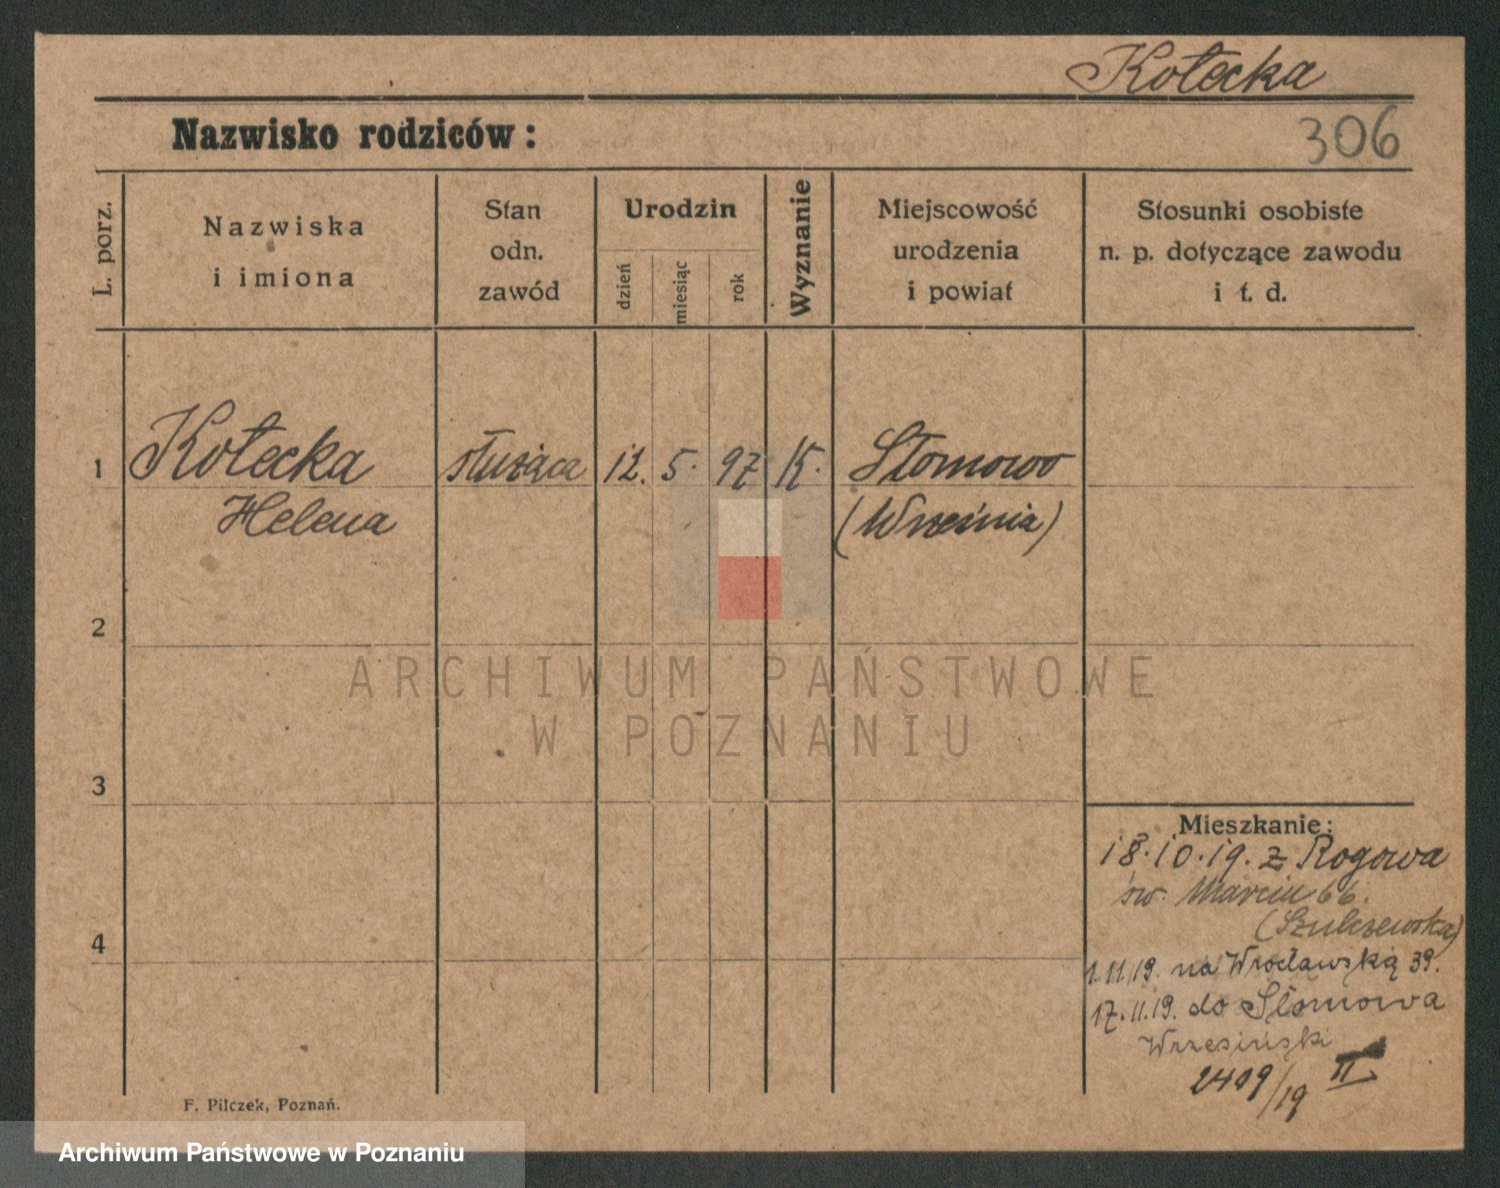 Kołecka
Nazwisko rodziców:
306
L. porz.
Nazwiska
i imiona
Stan
odn.
zawód
Urodzin
dzień
miesiąc
rok
Wyznanie
Miejscowość
urodzenia
i powiat
Stosunki osobiste
n. p. dotyczące zawodu
i t. d.
1 Kołecka służąca 12. 5. 97 K. Słomowo
Helena (Września)
2
ARCHIWUM PAŃSTWOWE
W POZNANIU
3
Mieszkanie:
18.10.19. z Rogowa
św. Marcin 66.
(Szulczewska)
4
1.11.19. na Wrocławską 39.
17.11.19. do Słomowa
Wrzesiński
2409/19 II
F. Pilczek, Poznań.
Archiwum Państwowe w Poznaniu